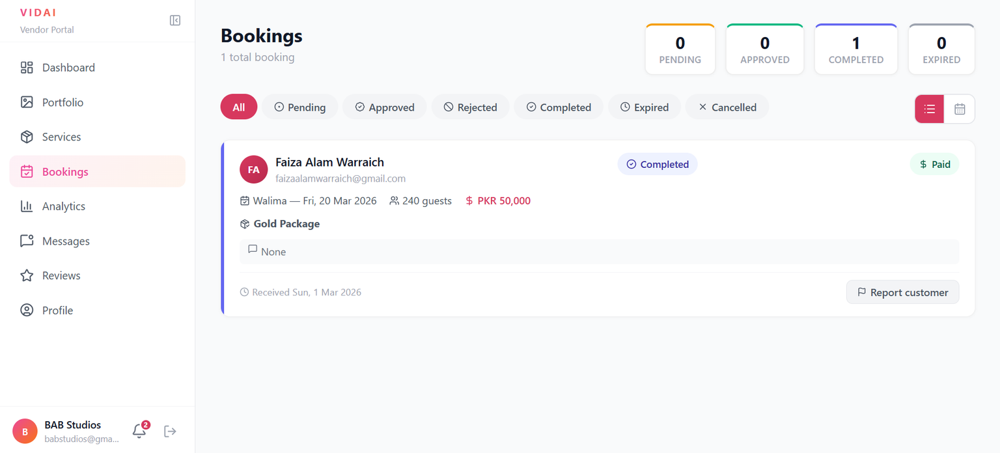 VIDAI
Vendor Portal
Dashboard
Portfolio
Services
Bookings
Analytics
Messages
Reviews
Profile
B
BAB Studios
babstudios@gma...
2
Bookings
1 total booking
0
PENDING
0
APPROVED
1
COMPLETED
0
EXPIRED
All
Pending
Approved
Rejected
Completed
Expired
Cancelled
FA
Faiza Alam Warraich
faizaalamwarraich@gmail.com
Completed
$ Paid
Walima — Fri, 20 Mar 2026
240 guests
$ PKR 50,000
Gold Package
None
Received Sun, 1 Mar 2026
Report customer